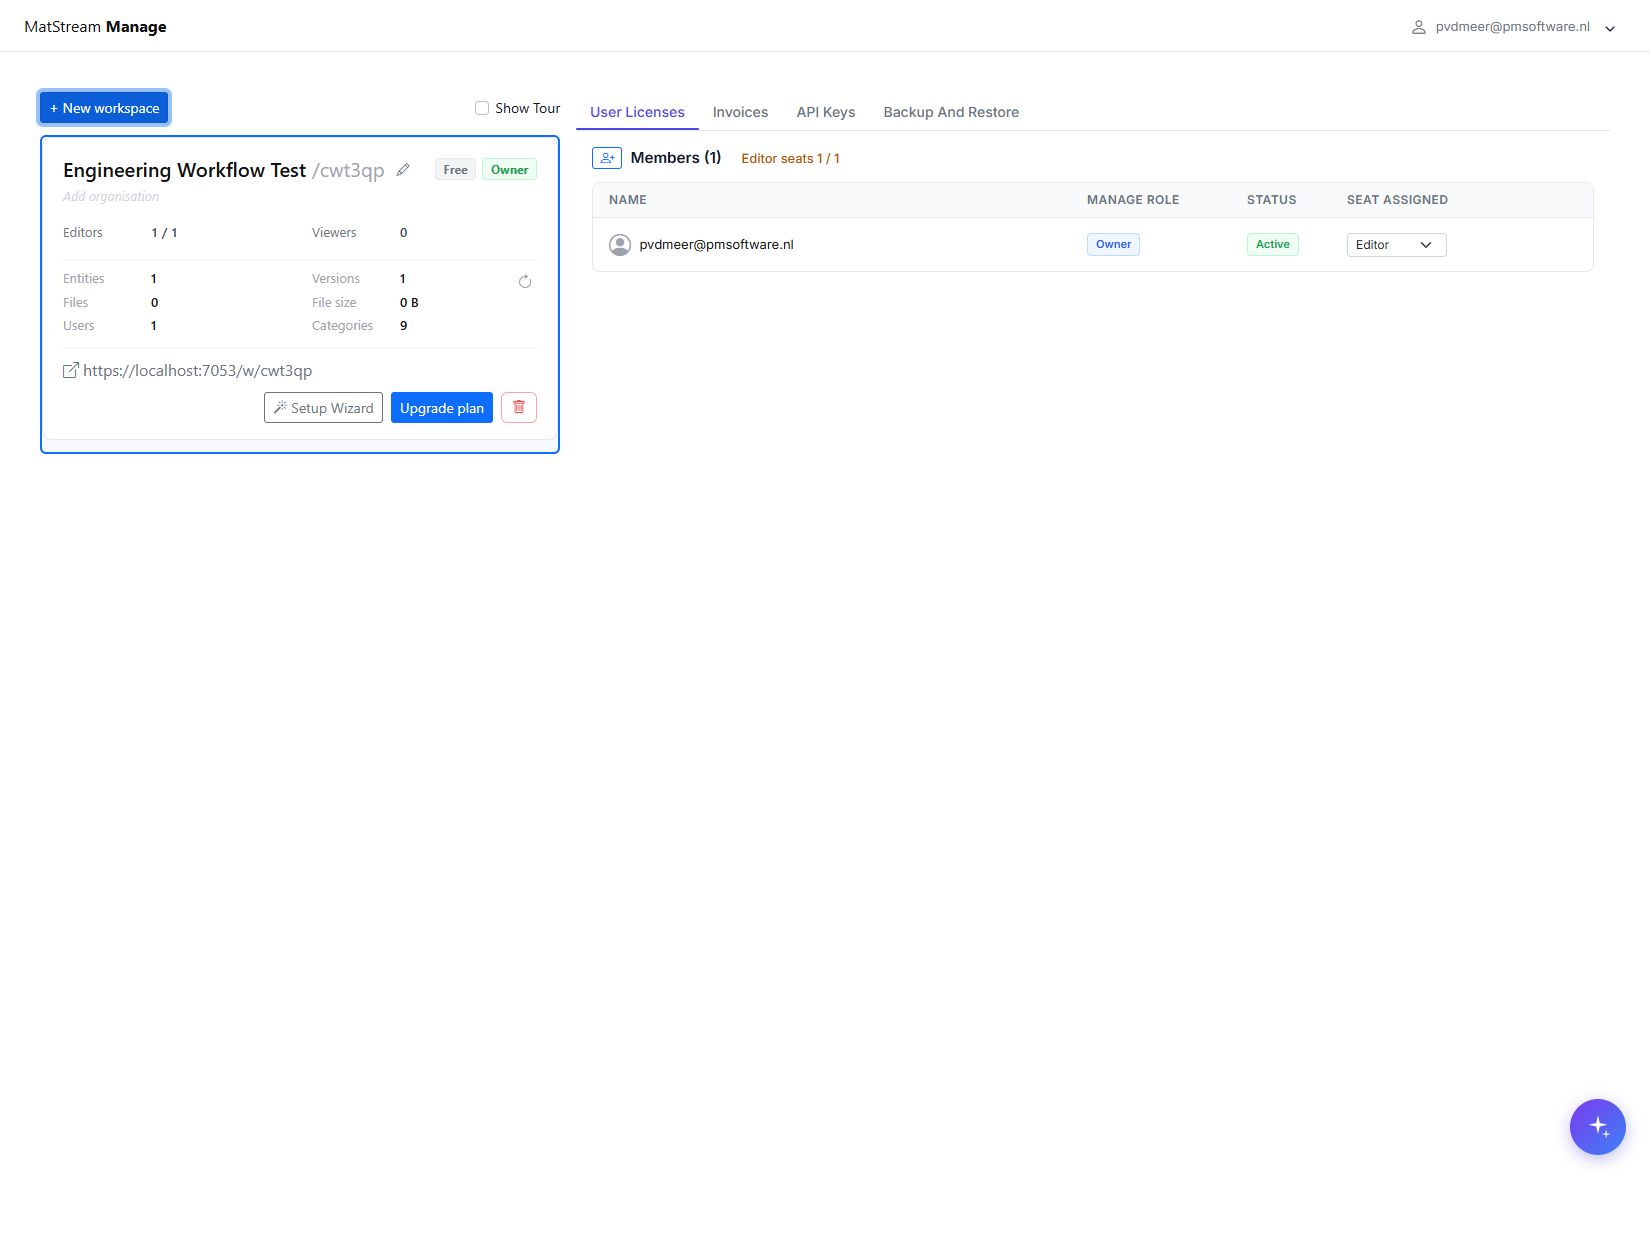 MatStream Manage
pvdmeer@pmsoftware.nl
+ New workspace
Show Tour
Engineering Workflow Test /cwt3qp
Free
Owner
Add organisation
Editors 1 / 1 Viewers 0
Entities 1 Versions 1
Files 0 File size 0 B
Users 1 Categories 9
https://localhost:7053/w/cwt3qp
Setup Wizard
Upgrade plan
User Licenses
Invoices
API Keys
Backup And Restore
Members (1) Editor seats 1 / 1
NAME MANAGE ROLE STATUS SEAT ASSIGNED
pvdmeer@pmsoftware.nl Owner Active Editor